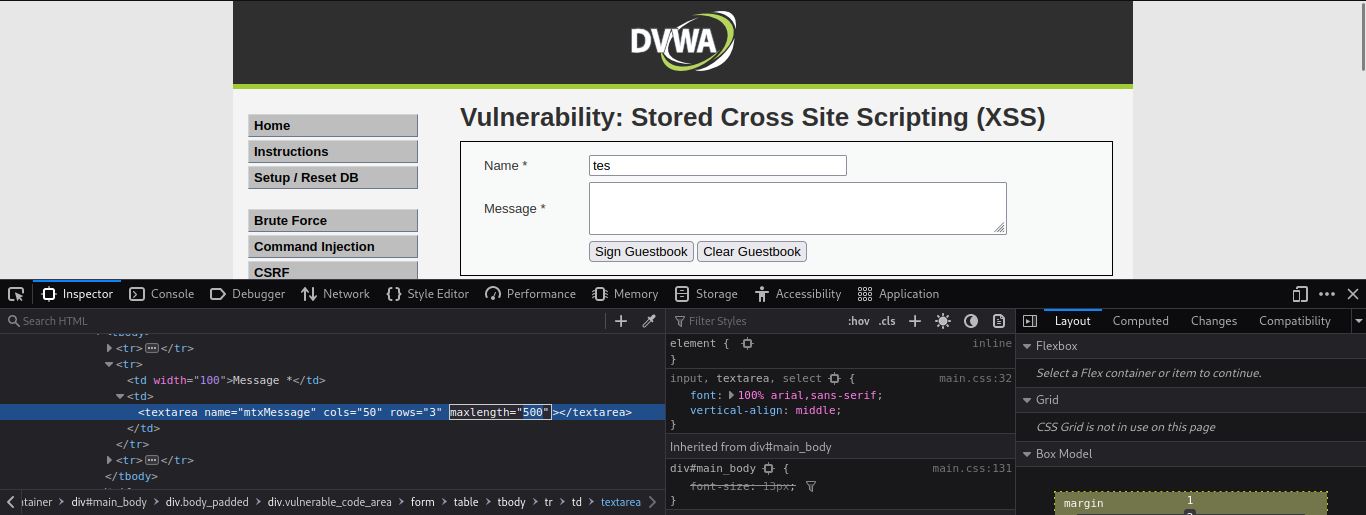 DVWA
Vulnerability: Stored Cross Site Scripting (XSS)
Home
Instructions
Setup / Reset DB
Brute Force
Command Injection
CSRF
Name *
tes
Message *
Sign Guestbook
Clear Guestbook
Inspector
Console
Debugger
Network
Style Editor
Performance
Memory
Storage
Accessibility
Application
Search HTML
<tr> </tr>
<tr>
<td width="100">Message *</td>
<td>
<textarea name="mtxMessage" cols="50" rows="3" maxlength="500"></textarea>
</td>
</tr>
<tr> </tr>
</tbody>
tainer > div#main_body > div.body_padded > div.vulnerable_code_area > form > table > tbody > tr > td > textarea
Filter Styles
:hov .cls
element { inline
}
input, textarea, select { main.css:32
font: 100% arial,sans-serif;
vertical-align: middle;
}
Inherited from div#main_body
div#main_body { main.css:131
font-size: 13px;
}
Layout
Computed
Changes
Compatibility
Flexbox
Select a Flex container or item to continue.
Grid
CSS Grid is not in use on this page
Box Model
margin
1